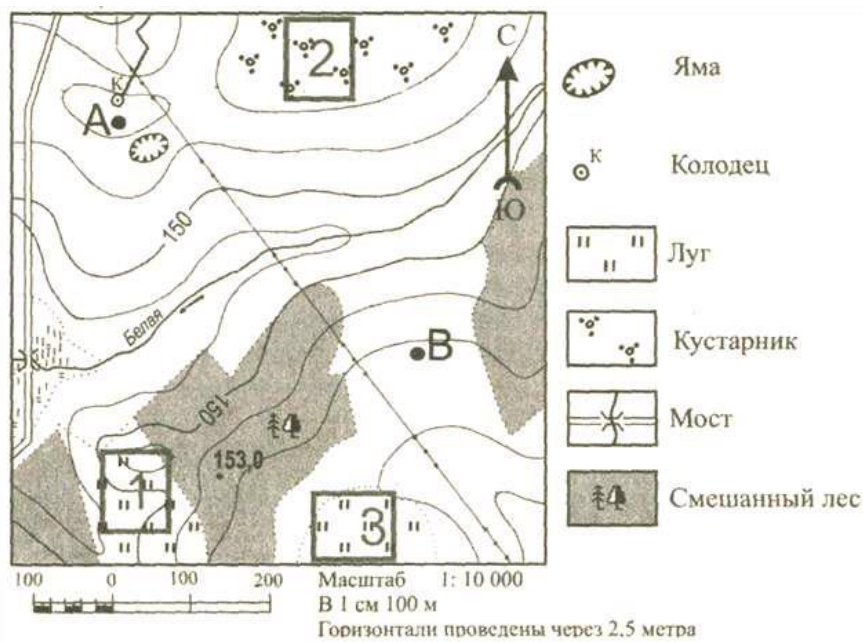 2
С
К
А
Ю
150
Белая
В
150
153,0
1
3
Яма
К
Колодец
Луг
Кустарник
Мост
Смешанный лес
100 0 100 200
Масштаб 1: 10 000
В 1 см 100 м
Горизонтали проведены через 2,5 метра